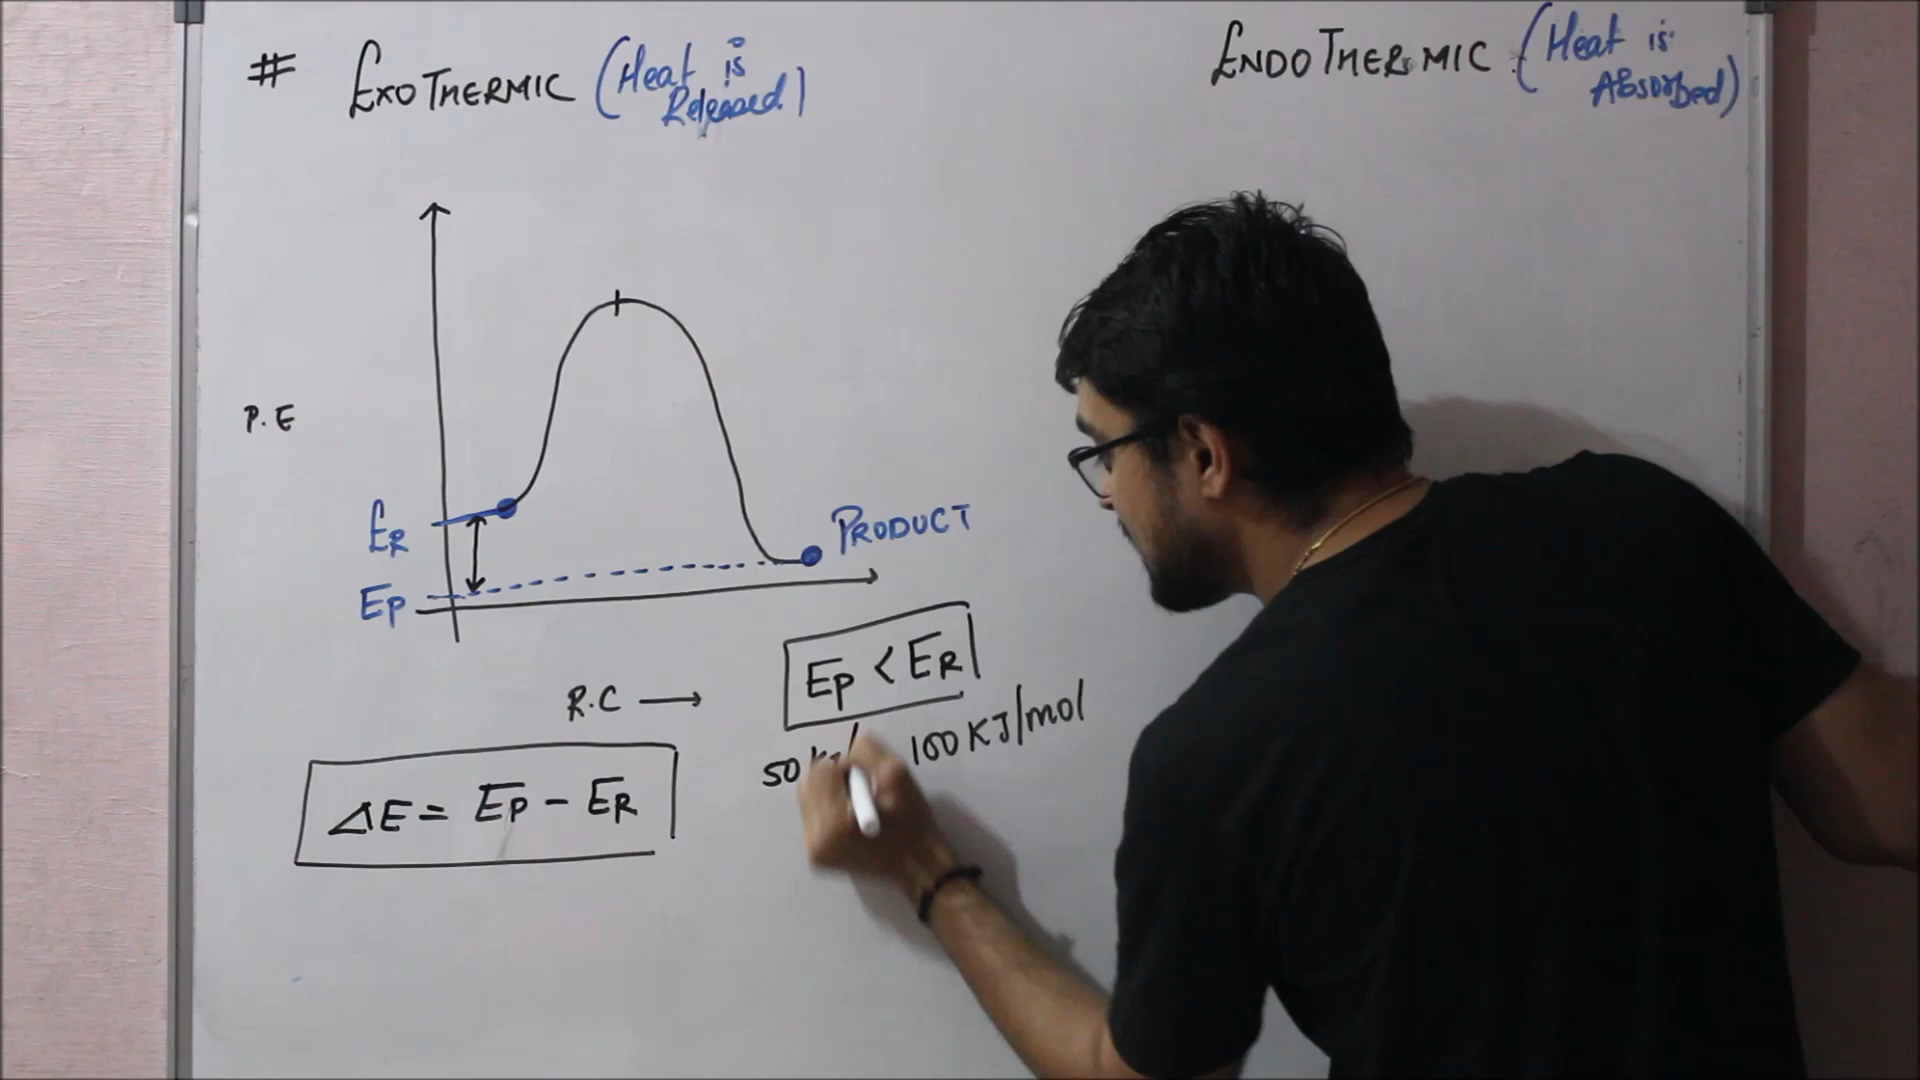 # EXOTHERMIC (Heat is
Released)
ENDOTHERMIC (Heat is
Absorbed)
P.E
ER
EP
PRODUCT
R.C →
EP < ER
50 100 KJ/mol
ΔE = EP - ER